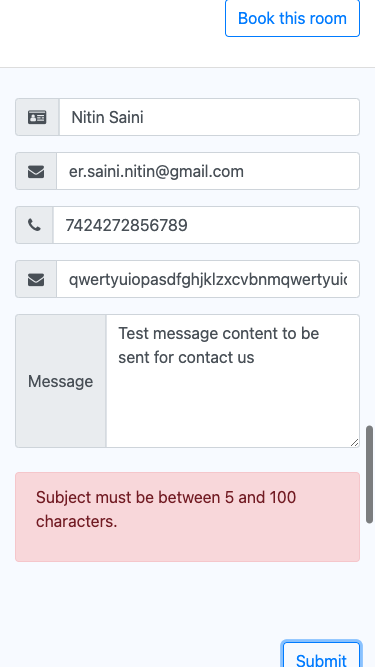 Book this room
Nitin Saini
er.saini.nitin@gmail.com
7424272856789
qwertyuiopasdfghjklzxcvbnmqwertyuic
Message
Test message content to be
sent for contact us
Subject must be between 5 and 100
characters.
Submit